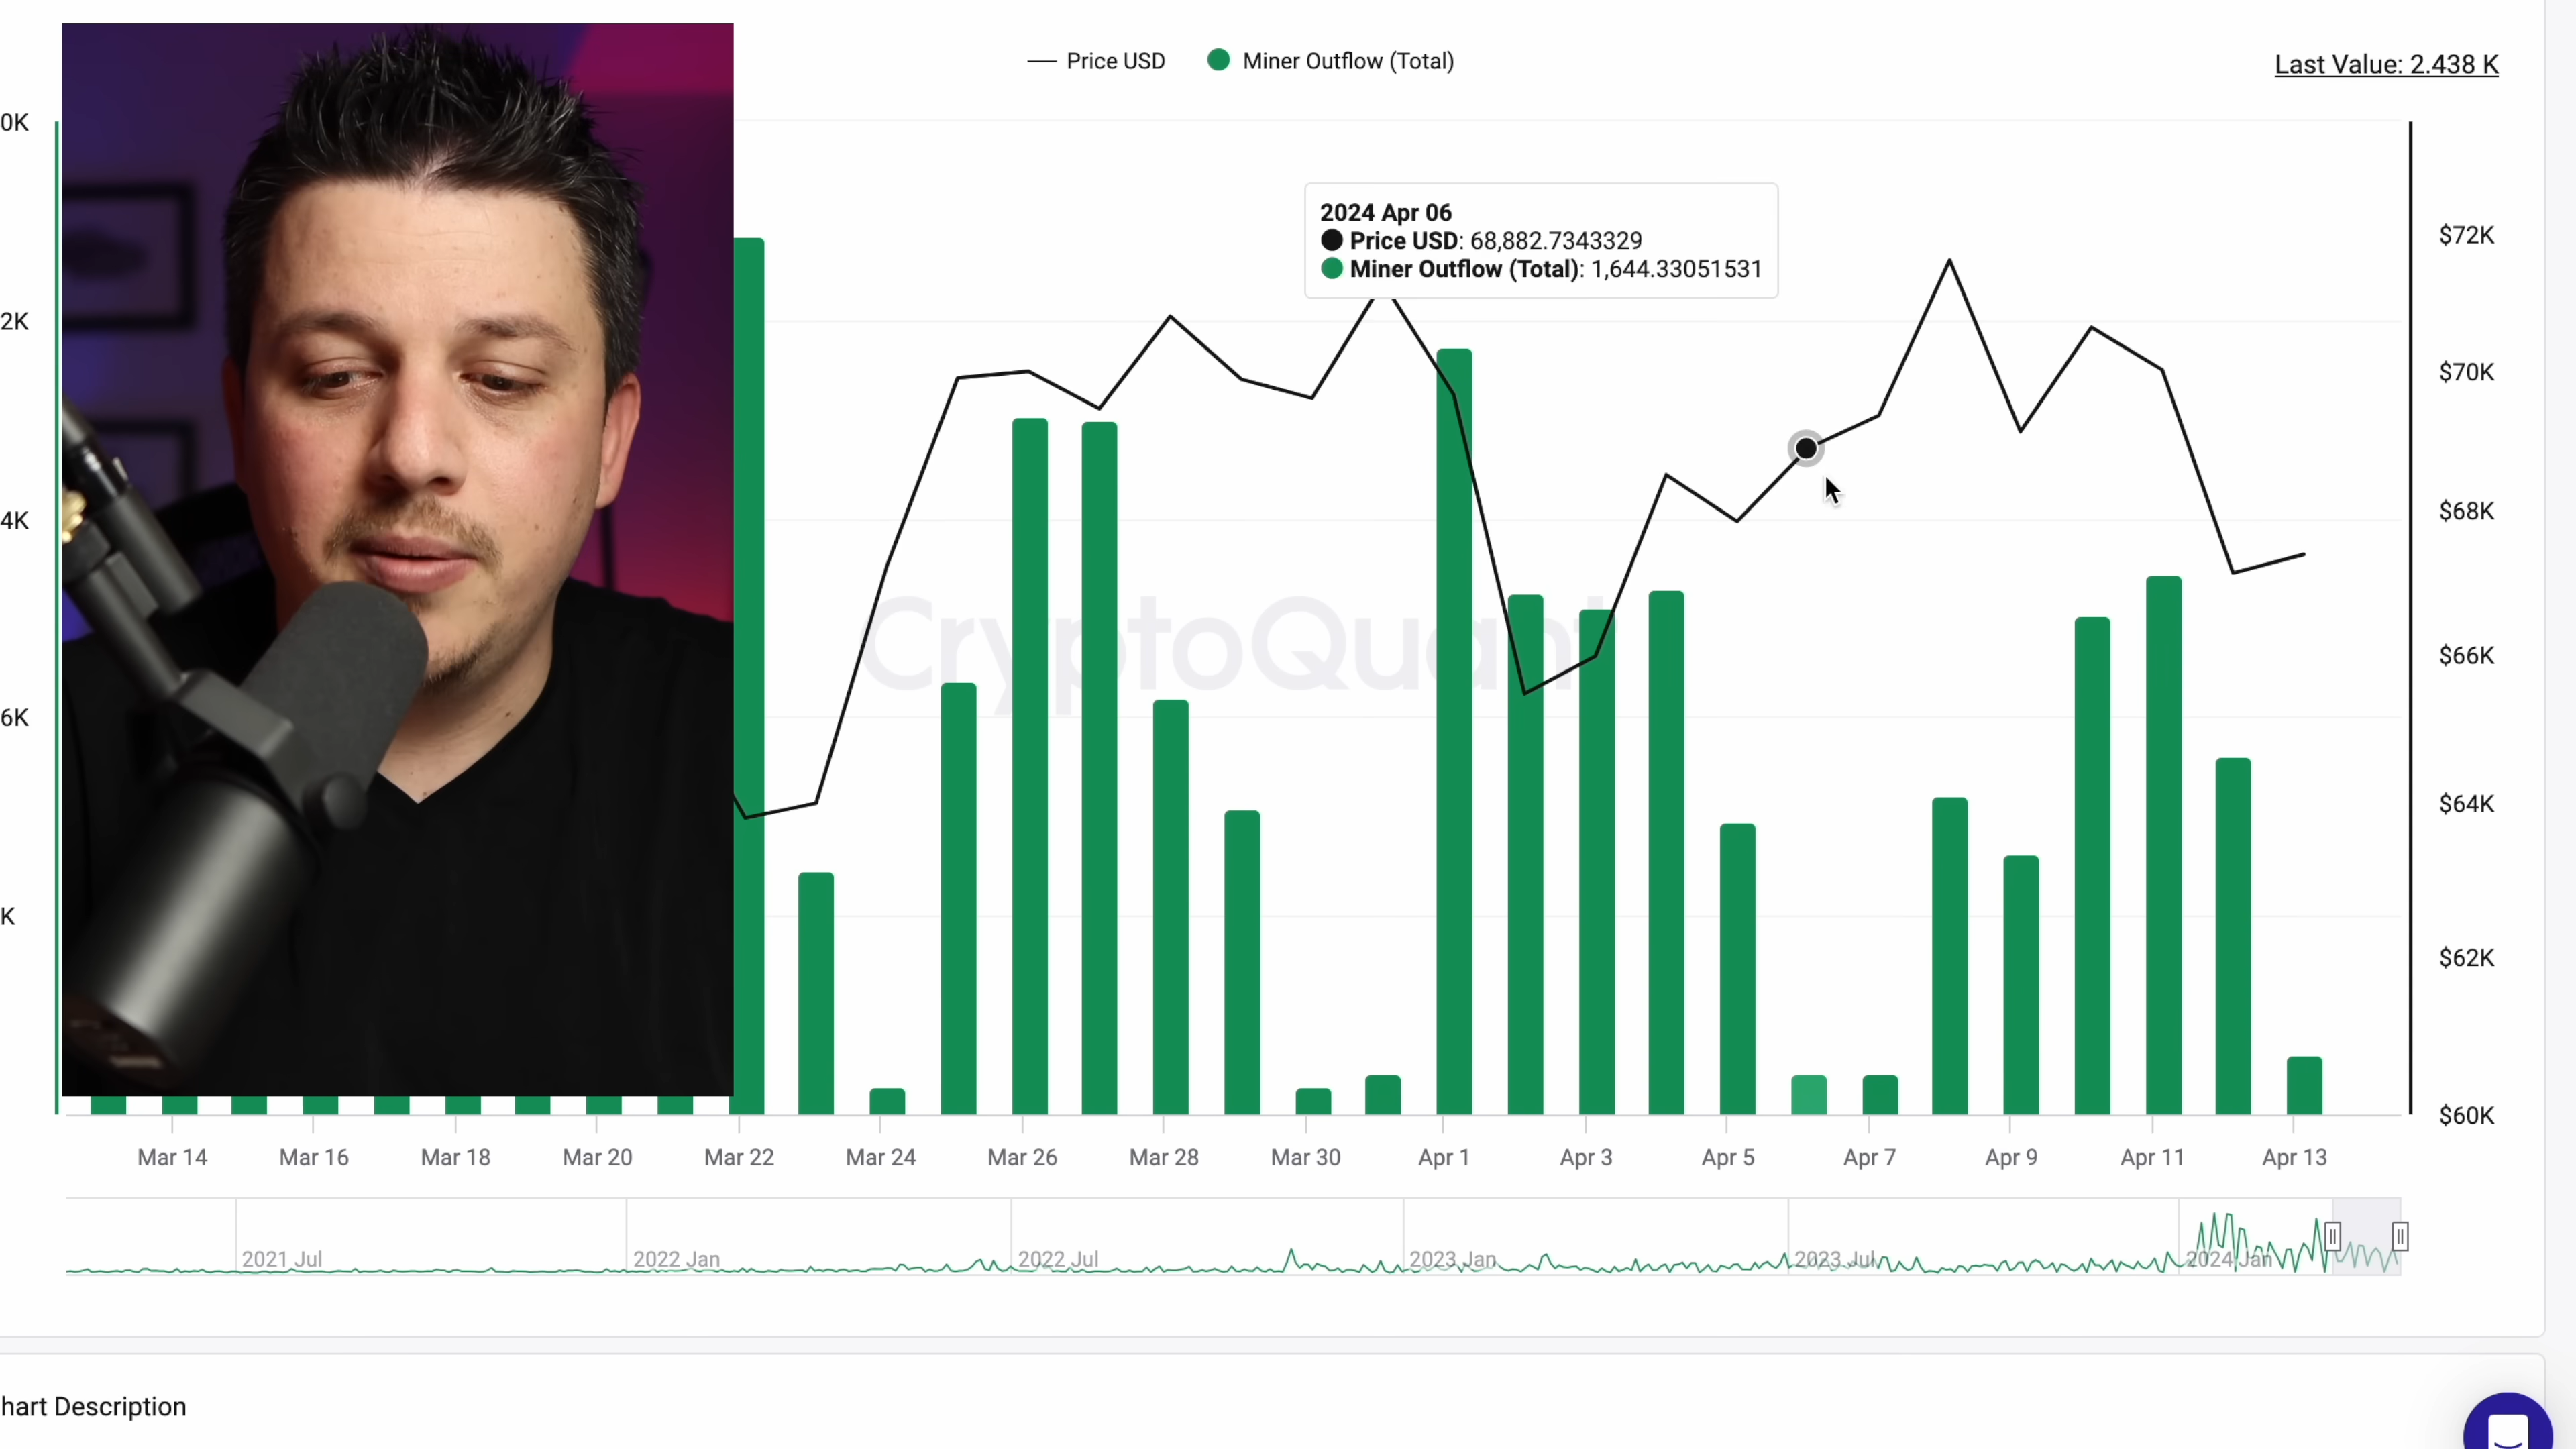 Price USD
Miner Outflow (Total)
Last Value: 2.438 K
0K
2K
4K
6K
K
2024 Apr 06
Price USD: 68,882.7343329
Miner Outflow (Total): 1,644.33051531
$72K
$70K
$68K
$66K
$64K
$62K
$60K
CryptoQuant
Mar 14
Mar 16
Mar 18
Mar 20
Mar 22
Mar 24
Mar 26
Mar 28
Mar 30
Apr 1
Apr 3
Apr 5
Apr 7
Apr 9
Apr 11
Apr 13
2021 Jul
2022 Jan
2022 Jul
2023 Jan
2023 Jul
2024 Jan
hart Description